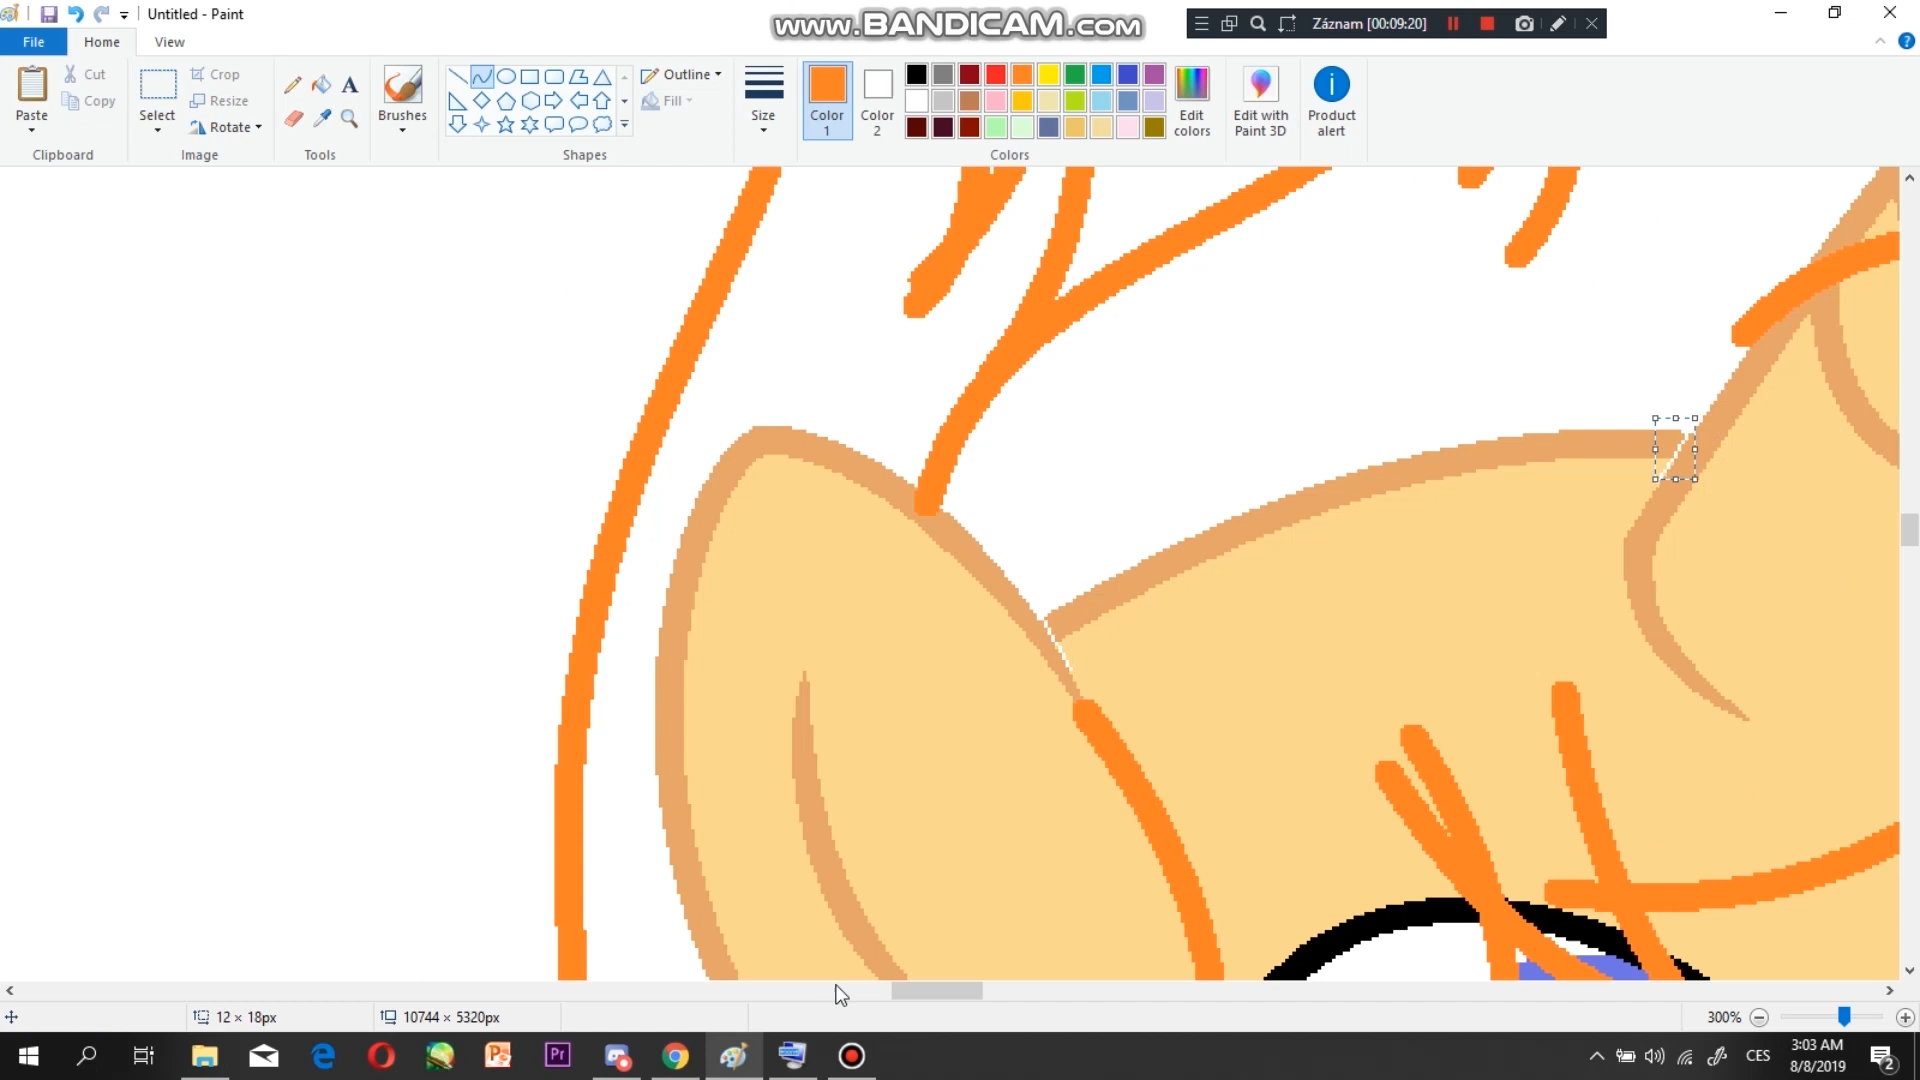 Untitled - Paint
www.BANDICAM.com
Záznam [00:09:20]
File
Home
View
Paste
Cut
Copy
Clipboard
Select
Crop
Resize
Rotate
Image
A
Tools
Brushes
Shapes
Outline
Fill
Size
Color 1
Color 2
Colors
Edit colors
Edit with Paint 3D
Product alert
12 × 18px
10744 × 5320px
300%
CES
3:03 AM
8/8/2019
2